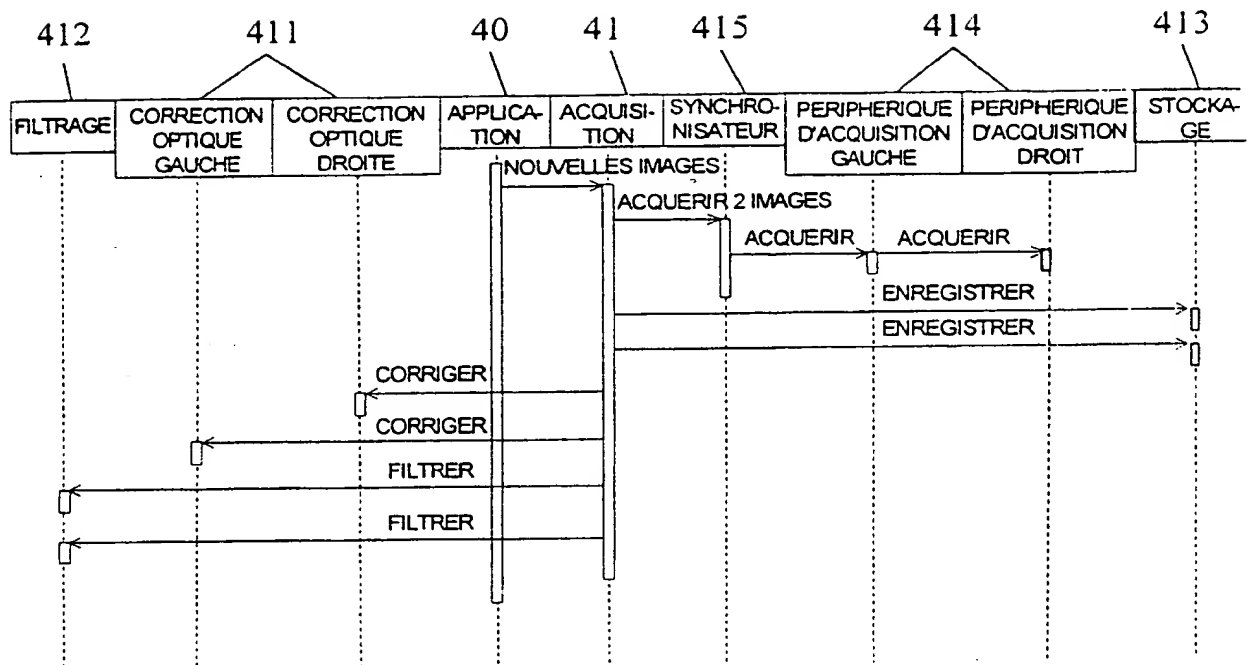 412 411 40 41 415 414 413
FILTRAGE
CORRECTION
OPTIQUE
GAUCHE
CORRECTION
OPTIQUE
DROITE
APPLICA-
TION
ACQUISI-
TION
SYNCHRO-
NISATEUR
PERIPHERIQUE
D'ACQUISITION
GAUCHE
PERIPHERIQUE
D'ACQUISITION
DROIT
STOCKA-
GE
NOUVELLES IMAGES
ACQUERIR 2 IMAGES
ACQUERIR ACQUERIR
ENREGISTRER
ENREGISTRER
CORRIGER
CORRIGER
FILTRER
FILTRER